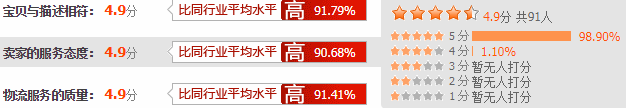 宝贝与描述相符： 4.9分 比同行业平均水平 高 91.79%
卖家的服务态度： 4.9分 比同行业平均水平 高 90.68%
物流服务的质量： 4.9分 比同行业平均水平 高 91.41%
4.9分 共91人
5 分 98.90%
4 分 1.10%
3 分 暂无人打分
2 分 暂无人打分
1 分 暂无人打分